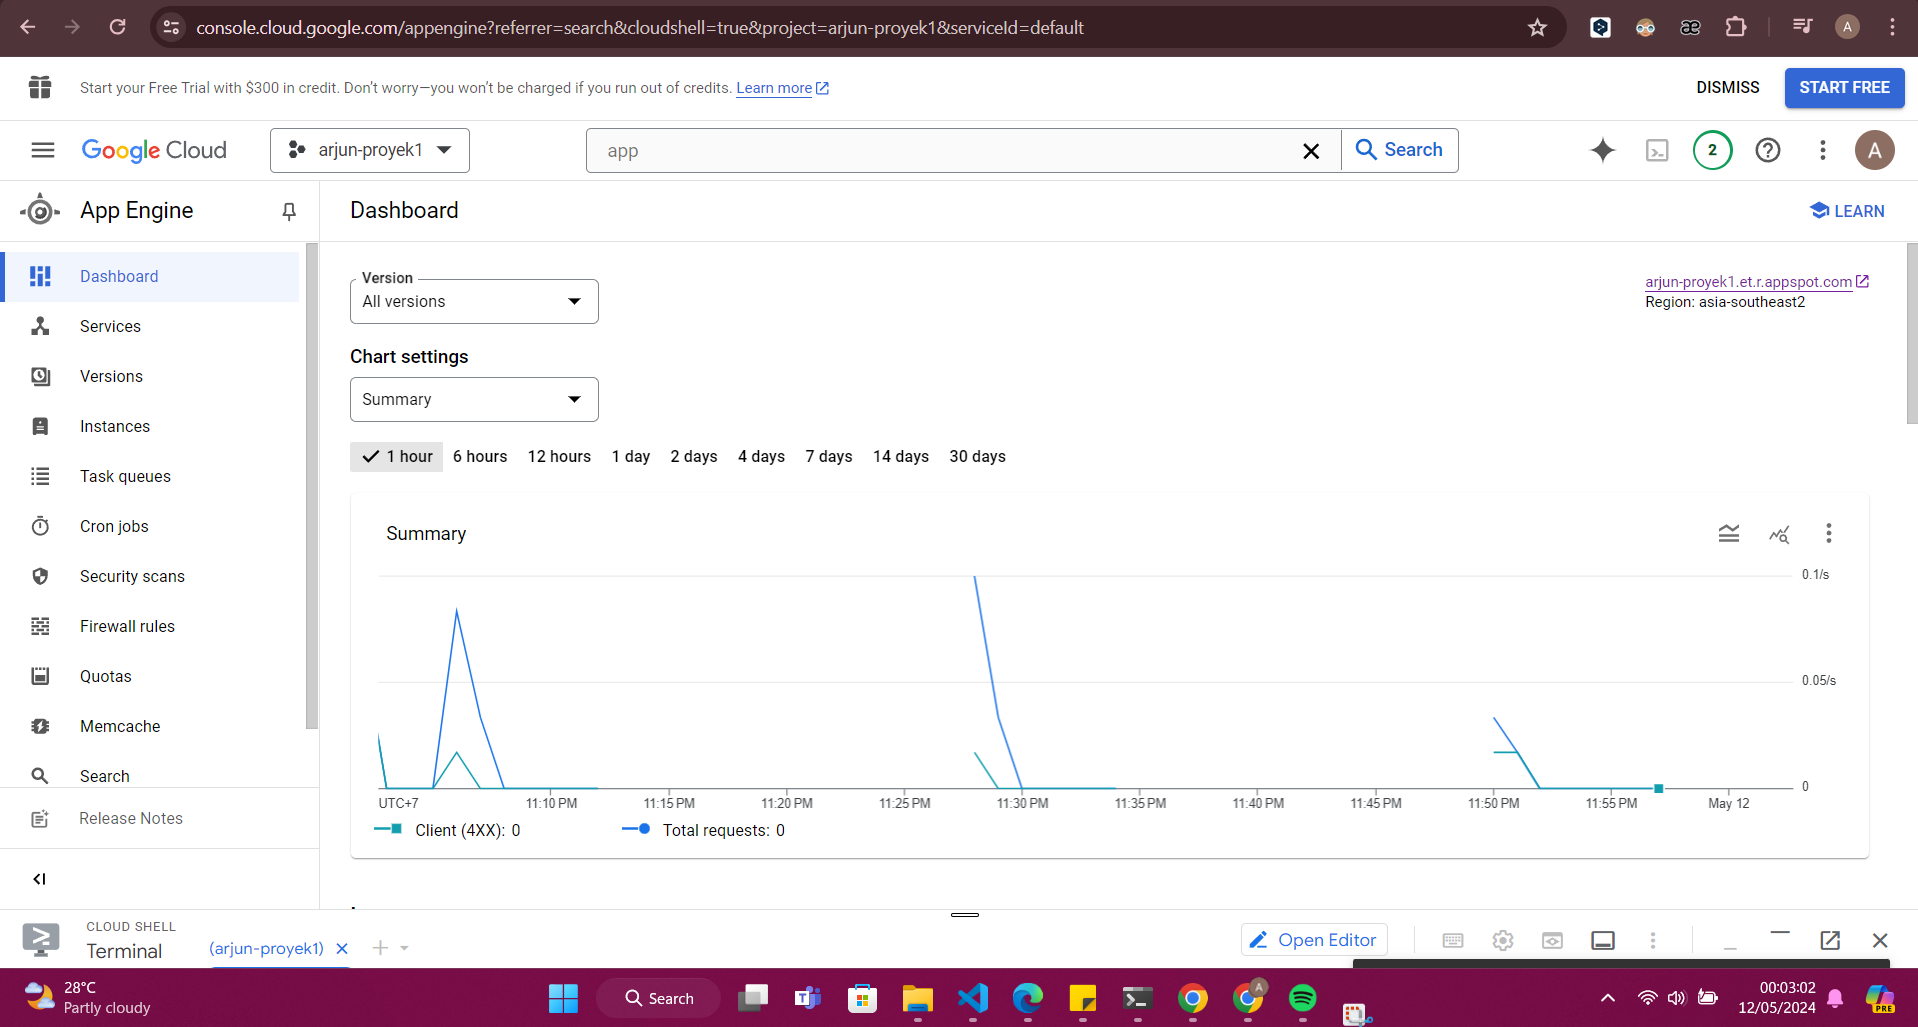 console.cloud.google.com/appengine?referrer=search&cloudshell=true&project=arjun-proyek1&serviceId=default
A
Start your Free Trial with $300 in credit. Don't worry—you won't be charged if you run out of credits. Learn more
DISMISS
START FREE
Google Cloud
arjun-proyek1
app
Search
2
A
App Engine
Dashboard
LEARN
Dashboard
Services
Versions
Instances
Task queues
Cron jobs
Security scans
Firewall rules
Quotas
Memcache
Search
Release Notes
Version
All versions
arjun-proyek1.et.r.appspot.com
Region: asia-southeast2
Chart settings
Summary
1 hour 6 hours 12 hours 1 day 2 days 4 days 7 days 14 days 30 days
Summary
0.1/s
0.05/s
0
UTC+7 11:10 PM 11:15 PM 11:20 PM 11:25 PM 11:30 PM 11:35 PM 11:40 PM 11:45 PM 11:50 PM 11:55 PM May 12
Client (4XX): 0 Total requests: 0
CLOUD SHELL
Terminal
(arjun-proyek1)
Open Editor
28°C
Partly cloudy
Search
A
00:03:02
12/05/2024
PRE